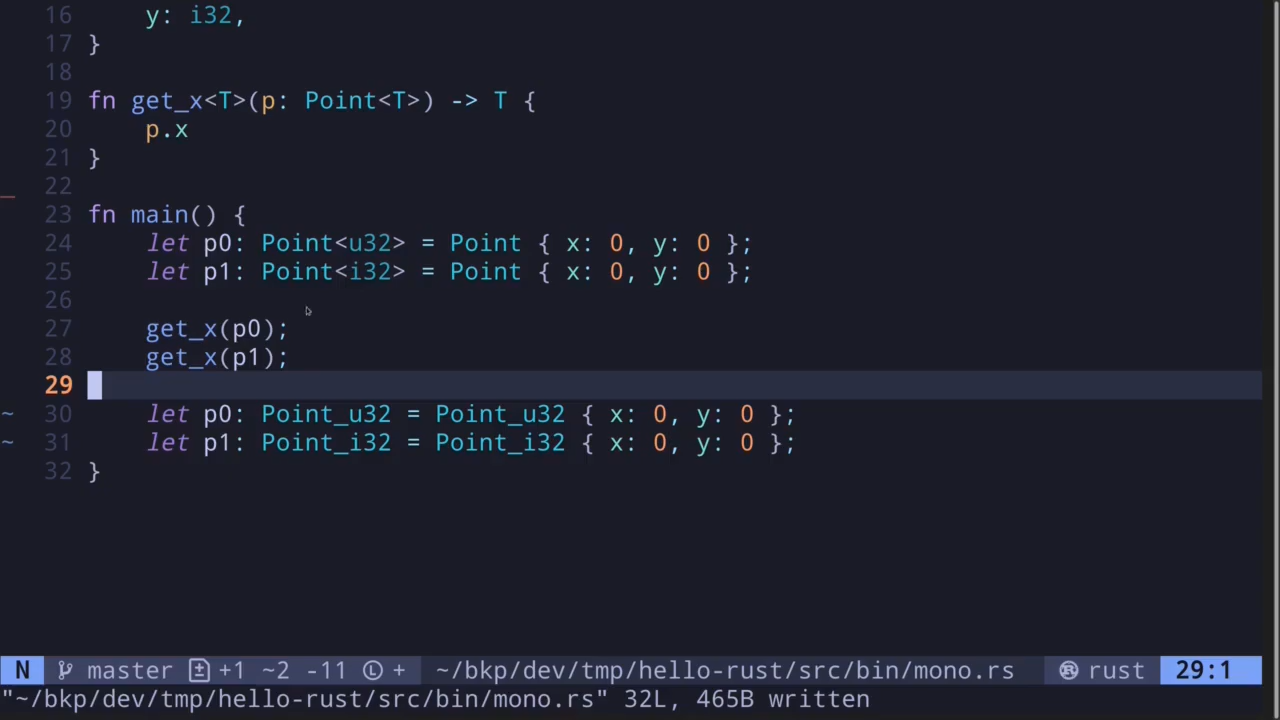 16 y: i32,
17 }
18
19 fn get_x<T>(p: Point<T>) -> T {
20 p.x
21 }
22
23 fn main() {
24 let p0: Point<u32> = Point { x: 0, y: 0 };
25 let p1: Point<i32> = Point { x: 0, y: 0 };
26
27 get_x(p0);
28 get_x(p1);
29
~ 30 let p0: Point_u32 = Point_u32 { x: 0, y: 0 };
~ 31 let p1: Point_i32 = Point_i32 { x: 0, y: 0 };
32 }
N master +1 ~2 -11 Ⓛ + ~/bkp/dev/tmp/hello-rust/src/bin/mono.rs rust 29:1
"~/bkp/dev/tmp/hello-rust/src/bin/mono.rs" 32L, 465B written